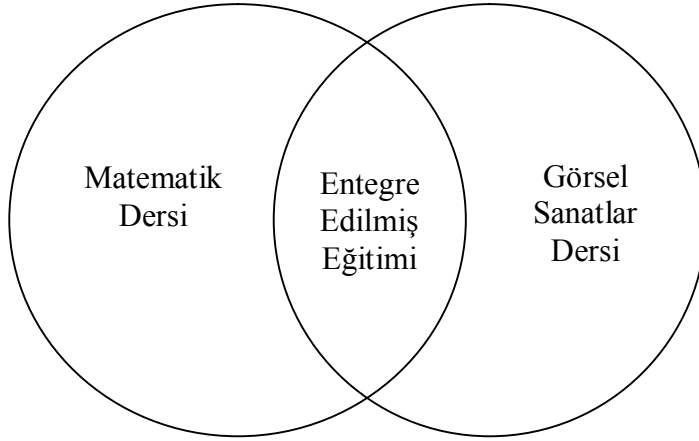 Matematik
Dersi
Entegre
Edilmiş
Eğitimi
Görsel
Sanatlar
Dersi